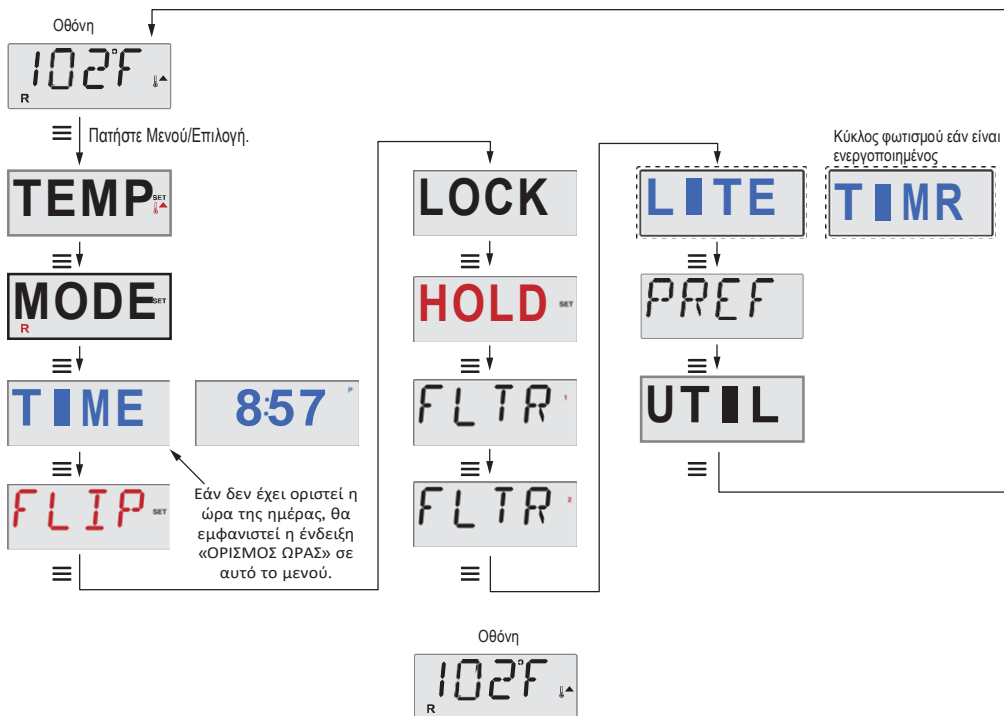 Οθόνη
102°F
R
Πατήστε Μενού/Επιλογή.
TEMP SET
MODE SET
R
TIME
8:57 P
Εάν δεν έχει οριστεί η
ώρα της ημέρας, θα
εμφανιστεί η ένδειξη
«ΟΡΙΣΜΟΣ ΩΡΑΣ» σε
αυτό το μενού.
FLIP SET
LOCK
HOLD SET
FLTR 1
FLTR 2
LITE
Κύκλος φωτισμού εάν είναι
ενεργοποιημένος
TIMR
PREF
UTIL
Οθόνη
102°F
R